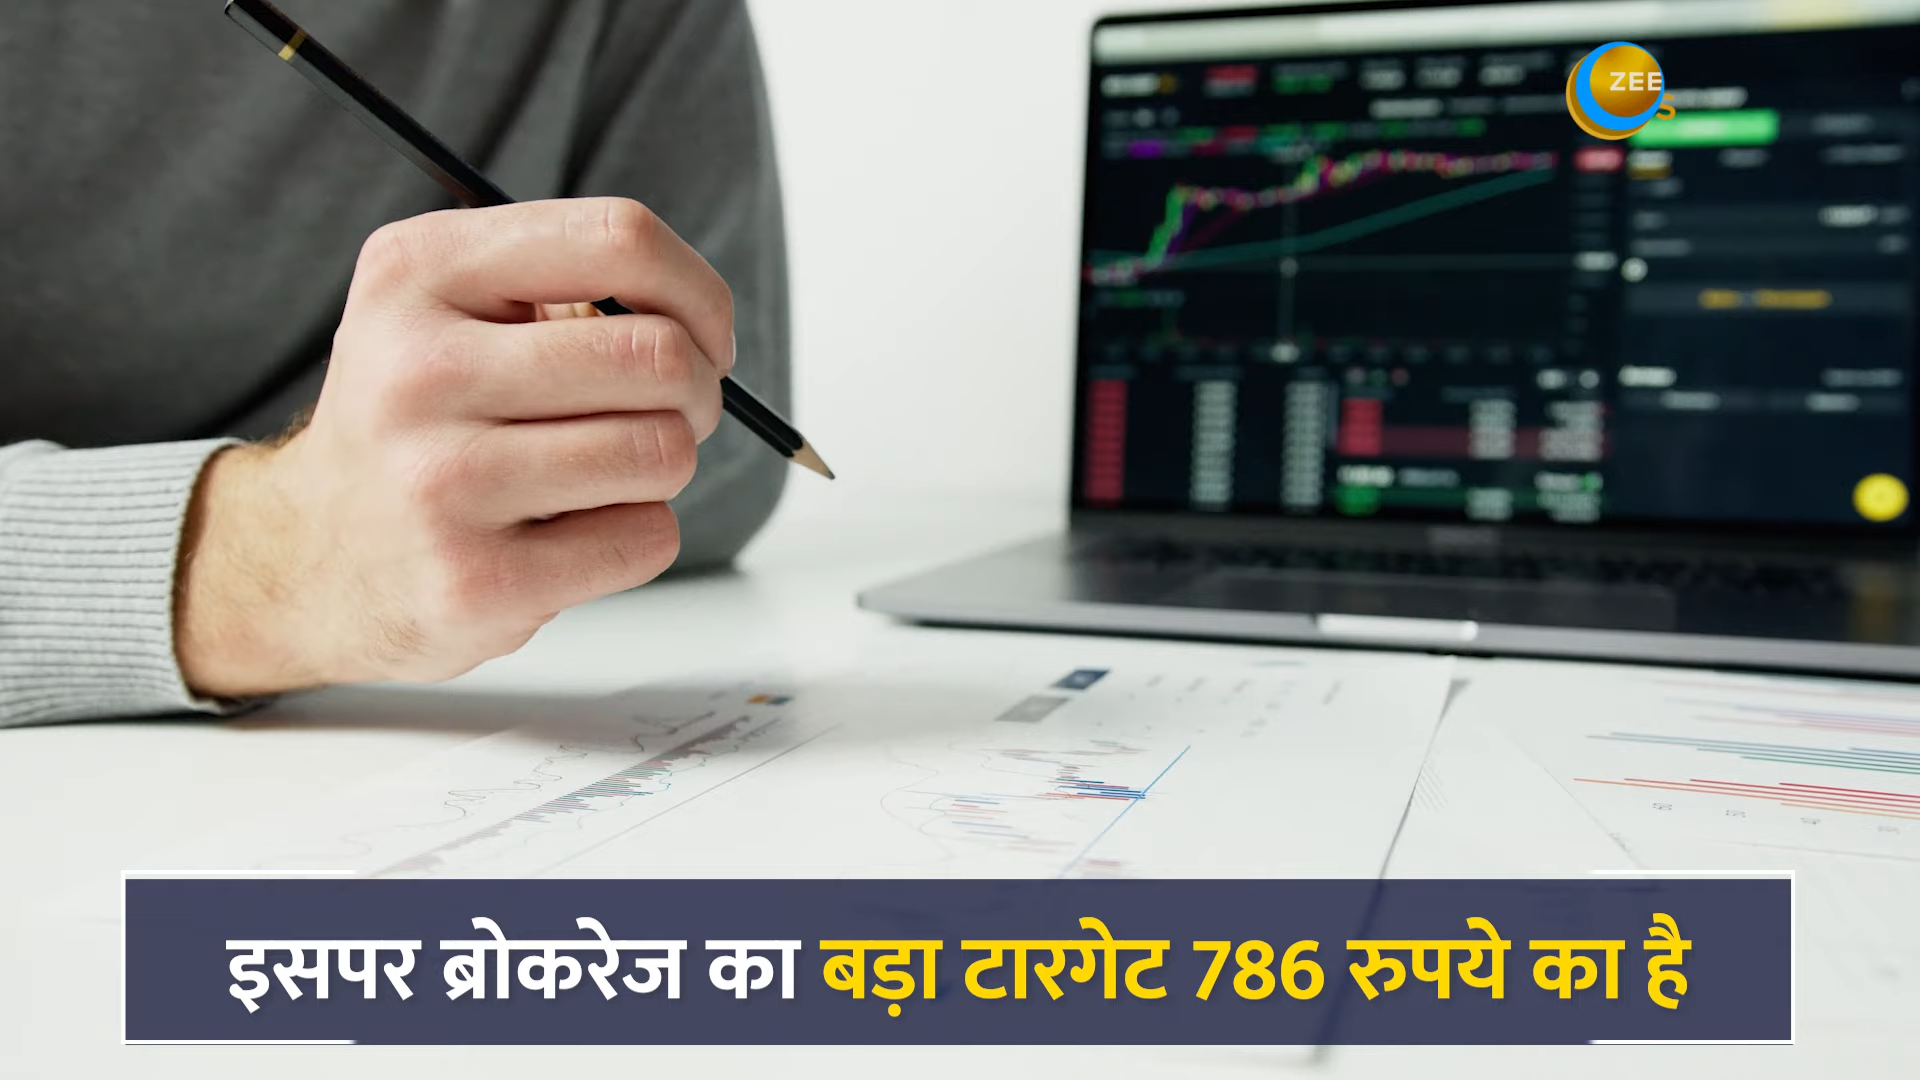 ZEE
इसपर ब्रोकरेज का बड़ा टारगेट 786 रुपये का है